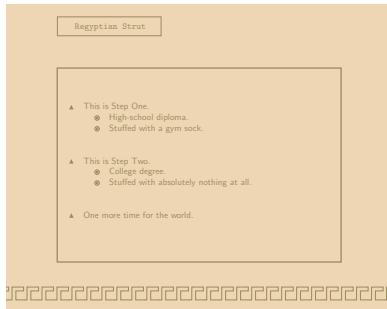 Regyptian Strut
This is Step One.
High-school diploma.
Stuffed with a gym sock.
This is Step Two.
College degree.
Stuffed with absolutely nothing at all.
One more time for the world.